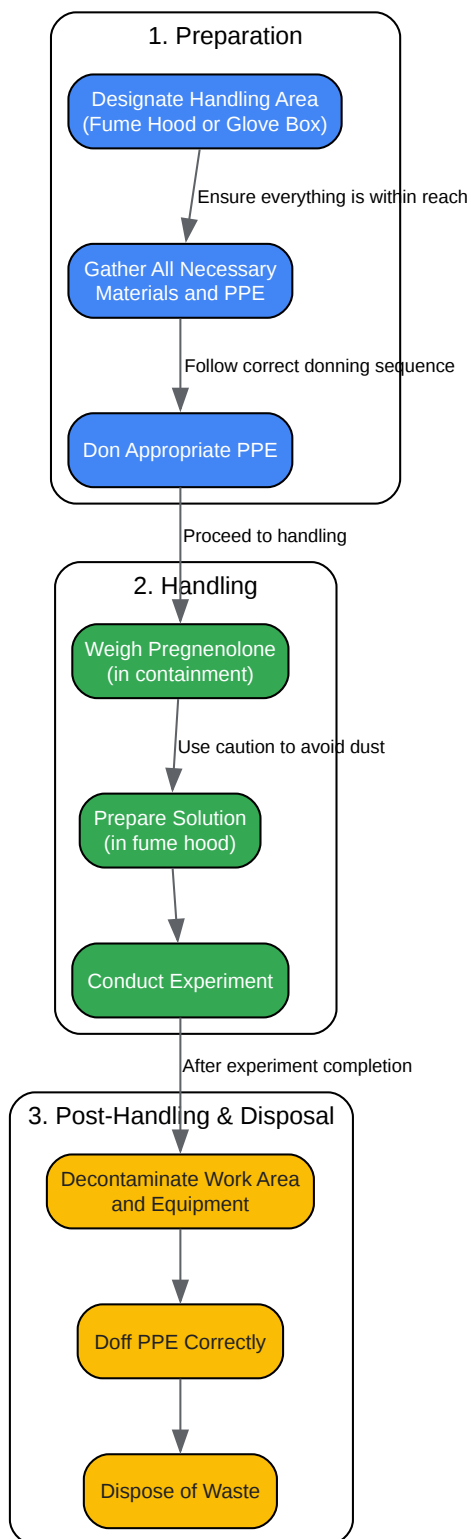 1. Preparation
Designate Handling Area
(Fume Hood or Glove Box)
Ensure everything is within reach
Gather All Necessary
Materials and PPE
Follow correct donning sequence
Don Appropriate PPE
Proceed to handling
2. Handling
Weigh Pregnenolone
(in containment)
Use caution to avoid dust
Prepare Solution
(in fume hood)
Conduct Experiment
After experiment completion
3. Post-Handling & Disposal
Decontaminate Work Area
and Equipment
Doff PPE Correctly
Dispose of Waste